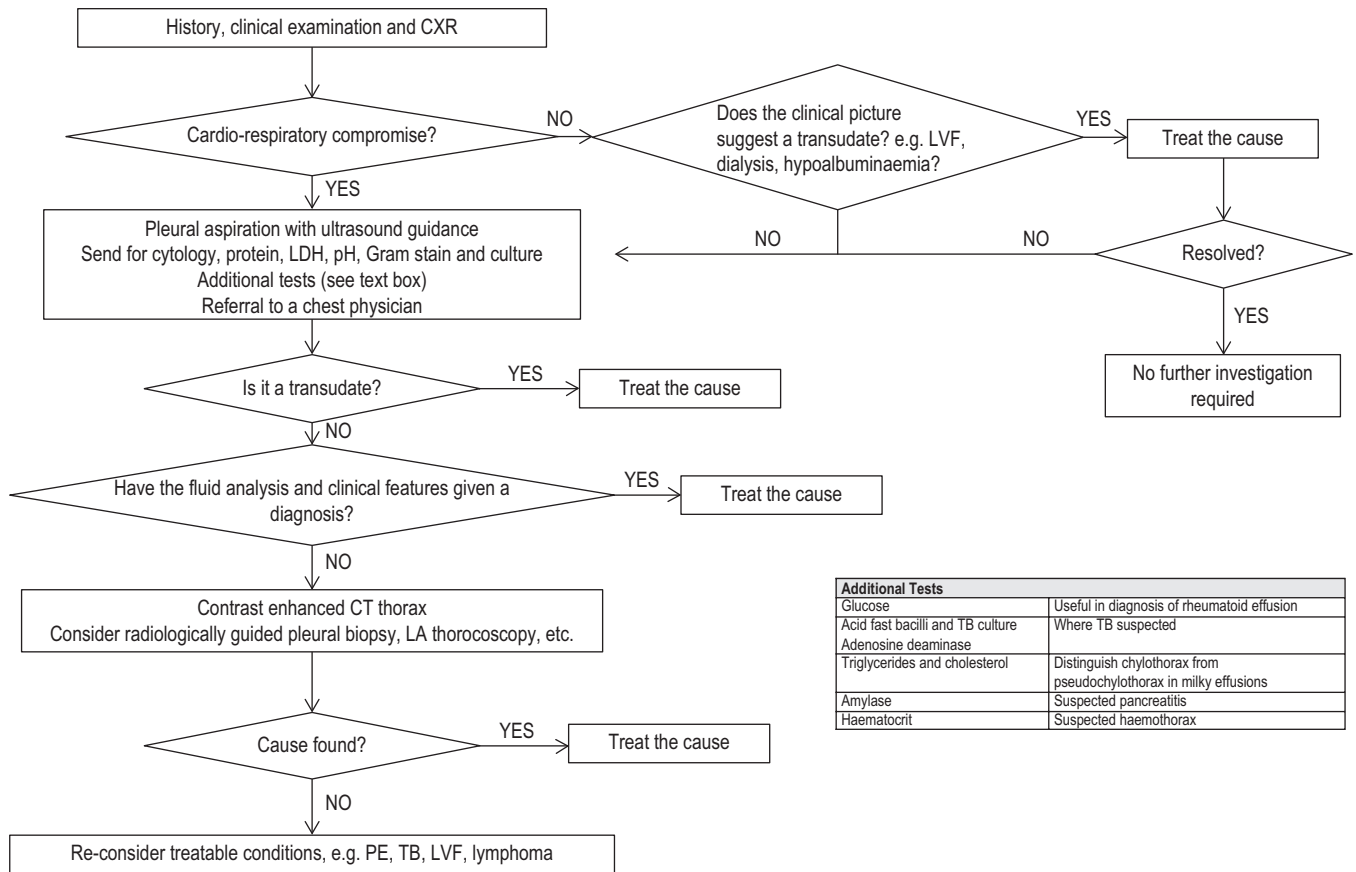 History, clinical examination and CXR
Cardio-respiratory compromise?
NO
Does the clinical picture
suggest a transudate? e.g. LVF,
dialysis, hypoalbuminaemia?
YES
Treat the cause
YES
Pleural aspiration with ultrasound guidance
Send for cytology, protein, LDH, pH, Gram stain and culture
Additional tests (see text box)
Referral to a chest physician
NO
NO
Resolved?
YES
No further investigation
required
Is it a transudate?
YES
Treat the cause
NO
Have the fluid analysis and clinical features given a
diagnosis?
YES
Treat the cause
NO
Contrast enhanced CT thorax
Consider radiologically guided pleural biopsy, LA thorocoscopy, etc.
Cause found?
YES
Treat the cause
NO
Re-consider treatable conditions, e.g. PE, TB, LVF, lymphoma
Additional Tests
Glucose Useful in diagnosis of rheumatoid effusion
Acid fast bacilli and TB culture Where TB suspected
Adenosine deaminase
Triglycerides and cholesterol Distinguish chylothorax from
pseudochylothorax in milky effusions
Amylase Suspected pancreatitis
Haematocrit Suspected haemothorax